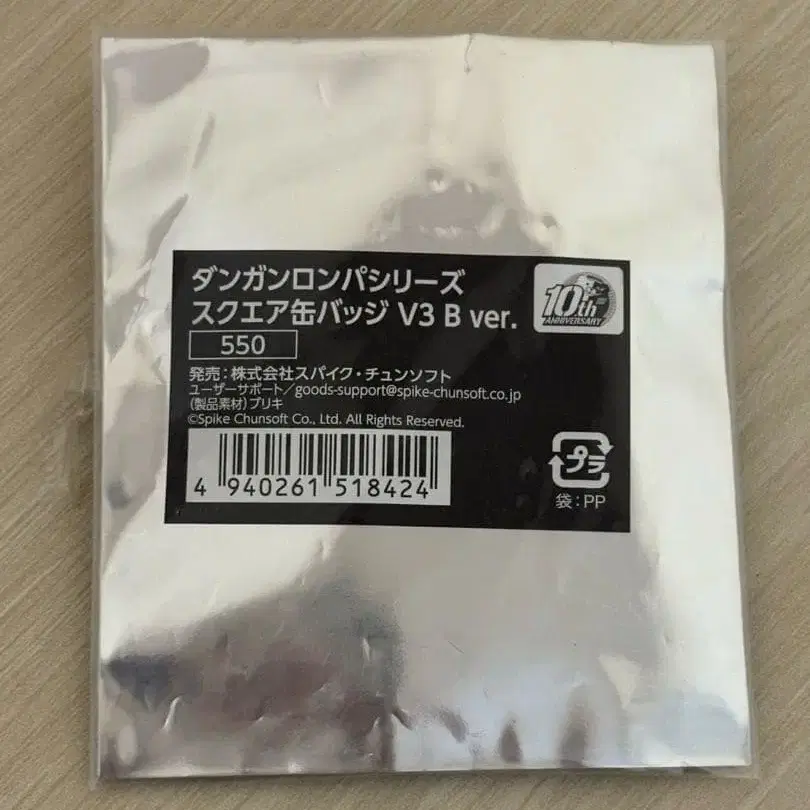 ダンガンロンパシリーズ
スクエア缶バッジ V3 B ver.
10th
ANNIVERSARY
550
発売：株式会社スパイク・チュンソフト
ユーザーサポート／goods-support@spike-chunsoft.co.jp
（製品素材）ブリキ
©Spike Chunsoft Co., Ltd. All Rights Reserved.
4 940261 518424
プラ
袋：PP